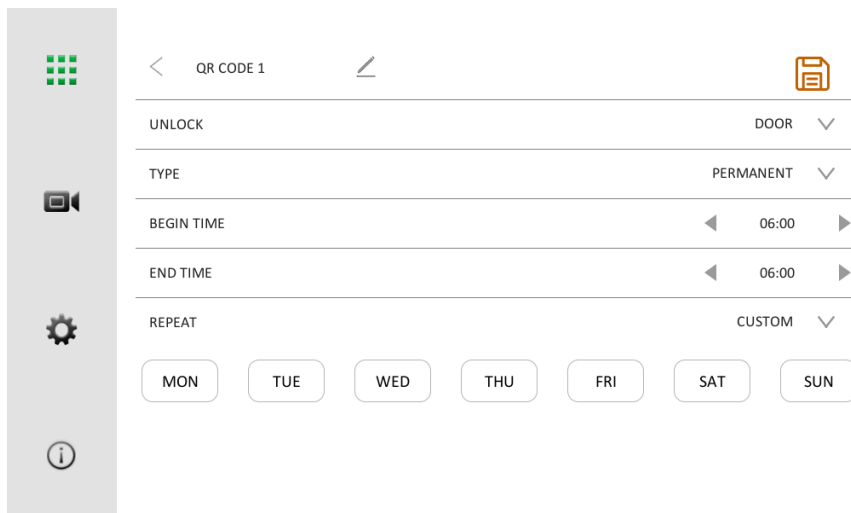 QR CODE 1
UNLOCK DOOR
TYPE PERMANENT
BEGIN TIME 06:00
END TIME 06:00
REPEAT CUSTOM
MON TUE WED THU FRI SAT SUN